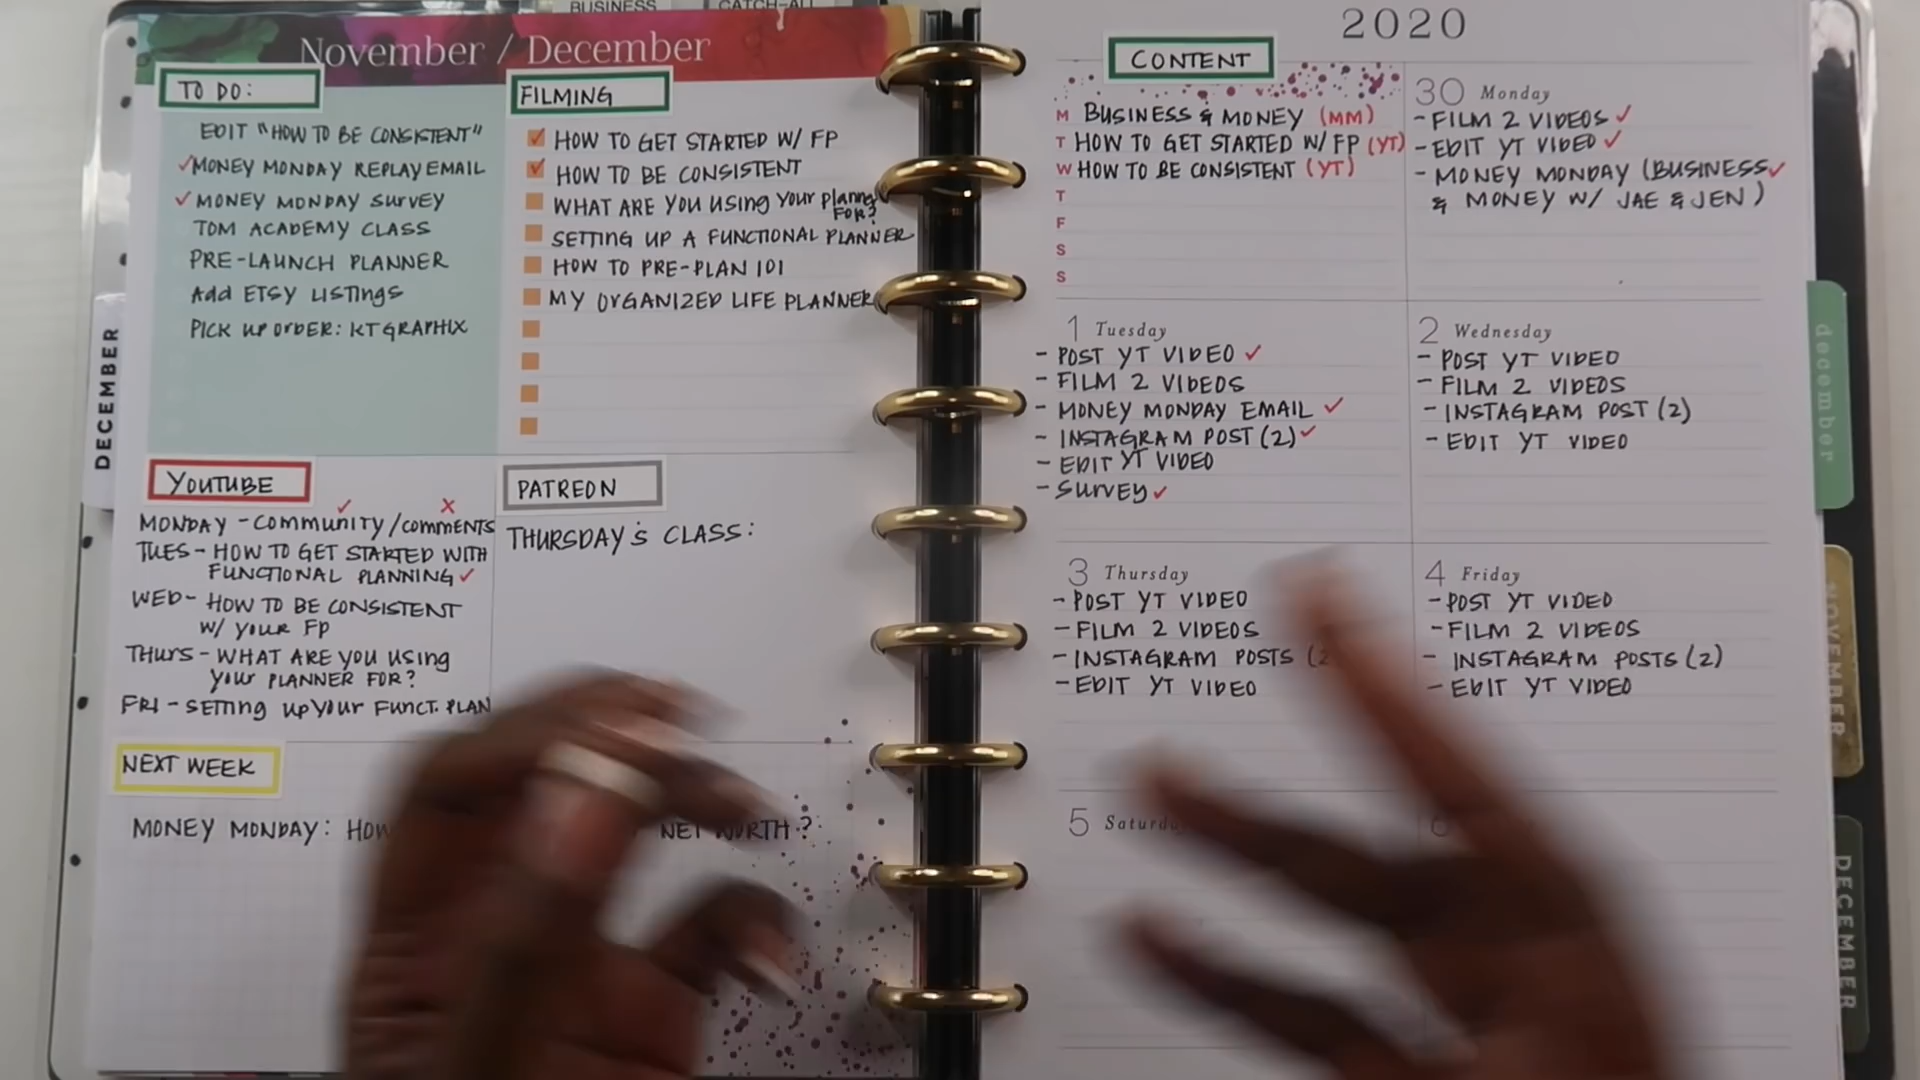 BUSINESS
CATCH-ALL
November / December
TO DO:
EDIT "HOW TO BE CONSISTENT"
MONEY MONDAY REPLAY EMAIL
MONEY MONDAY SURVEY
TOM ACADEMY CLASS
PRE-LAUNCH PLANNER
Add ETSY LISTINGS
PICK UP ORDER: KT GRAPHIX
FILMING
HOW TO GET STARTED W/ FP
HOW TO BE CONSISTENT
WHAT ARE YOU USING YOUR planner
FOR?
SETTING UP A FUNCTIONAL PLANNER
HOW TO PRE-PLAN 101
MY ORGANIZED LIFE PLANNER
DECEMBER
YOUTUBE
MONDAY - COMMUNITY / COMMENTS
TUES - HOW TO GET STARTED WITH
FUNCTIONAL PLANNING
WED - HOW TO BE CONSISTENT
W/ YOUR FP
THURS - WHAT ARE YOU USING
YOUR PLANNER FOR?
FRI - SETTING UP YOUR FUNCT. PLAN
PATREON
THURSDAY'S CLASS:
NEXT WEEK
MONEY MONDAY: HOW NET WORTH?
2020
CONTENT
M BUSINESS & MONEY (MM)
T HOW TO GET STARTED W/ FP (YT)
W HOW TO BE CONSISTENT (YT)
T
F
S
S
30 Monday
- FILM 2 VIDEOS
- EDIT YT VIDEO
- MONEY MONDAY (BUSINESS
& MONEY W/ JAE & JEN)
1 Tuesday
- POST YT VIDEO
- FILM 2 VIDEOS
- MONEY MONDAY EMAIL
- INSTAGRAM POST (2)
- EDIT YT VIDEO
- SURVEY
2 Wednesday
- POST YT VIDEO
- FILM 2 VIDEOS
- INSTAGRAM POST (2)
- EDIT YT VIDEO
3 Thursday
- POST YT VIDEO
- FILM 2 VIDEOS
- INSTAGRAM POSTS (2
- EDIT YT VIDEO
4 Friday
- POST YT VIDEO
- FILM 2 VIDEOS
- INSTAGRAM POSTS (2)
- EDIT YT VIDEO
5 Saturday
6
december
NOVEMBER
DECEMBER